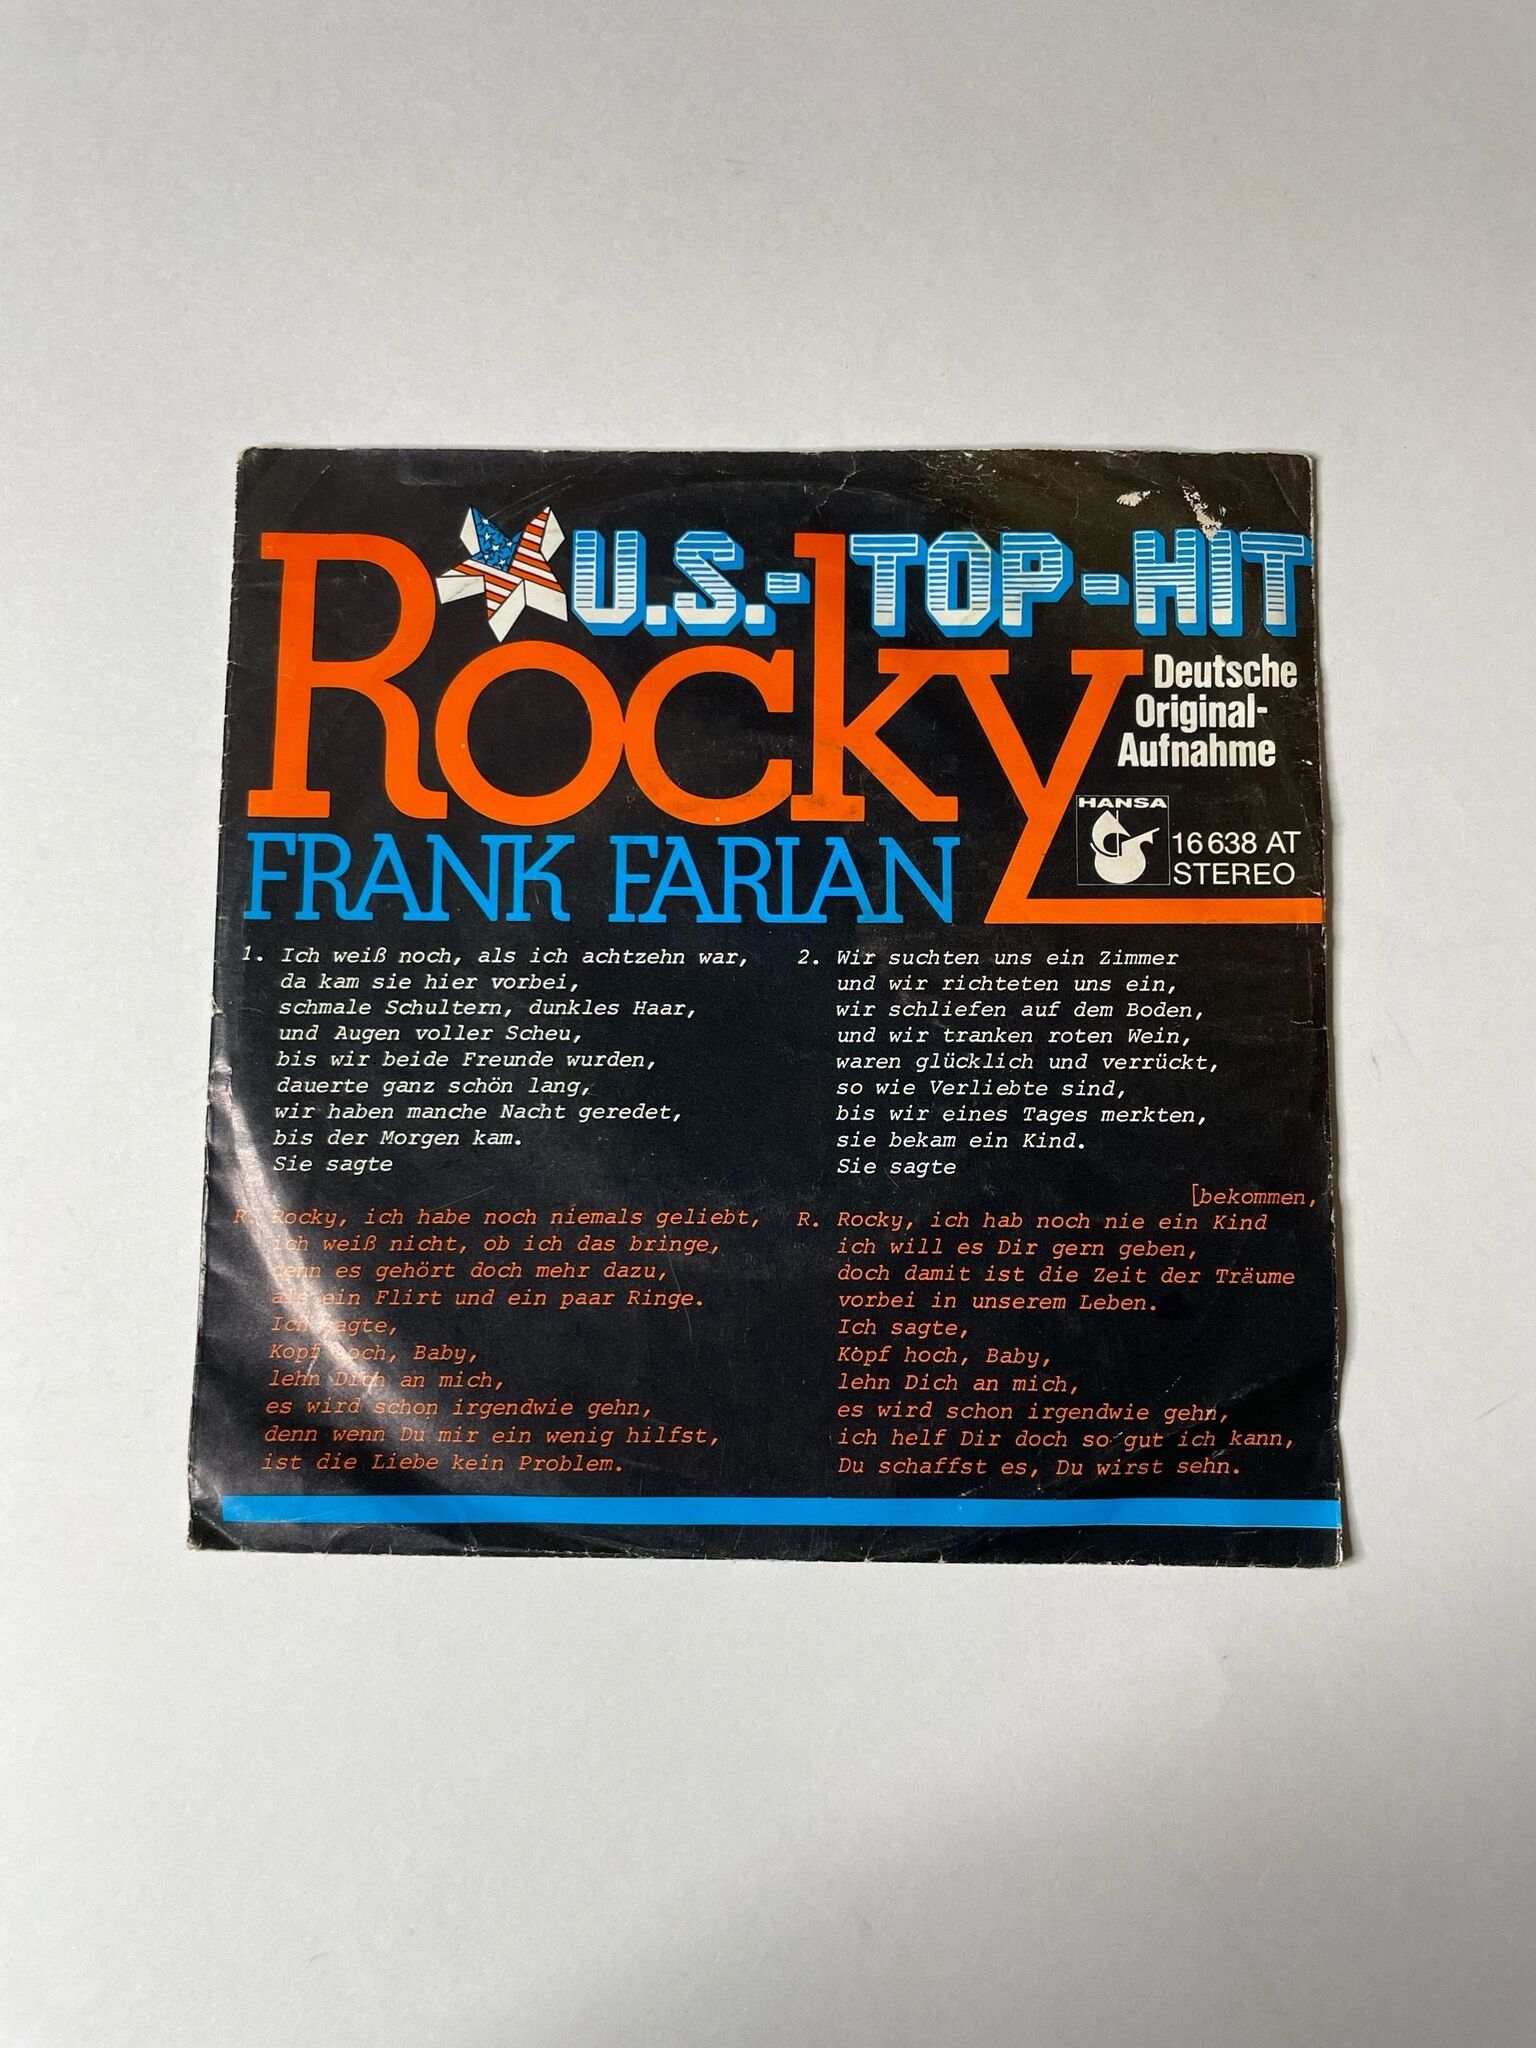 U.S.-TOP-HIT
Rocky
Deutsche
Original-
Aufnahme
HANSA
16 638 AT
STEREO
FRANK FARIAN
1. Ich weiß noch, als ich achtzehn war,
da kam sie hier vorbei,
schmale Schultern, dunkles Haar,
und Augen voller Scheu,
bis wir beide Freunde wurden,
dauerte ganz schön lang,
wir haben manche Nacht geredet,
bis der Morgen kam.
Sie sagte
R. Rocky, ich habe noch niemals geliebt,
ich weiß nicht, ob ich das bringe,
denn es gehört doch mehr dazu,
als ein Flirt und ein paar Ringe.
Ich sagte,
Kopf hoch, Baby,
lehn Dich an mich,
es wird schon irgendwie gehn,
denn wenn Du mir ein wenig hilfst,
ist die Liebe kein Problem.
2. Wir suchten uns ein Zimmer
und wir richteten uns ein,
wir schliefen auf dem Boden,
und wir tranken roten Wein,
waren glücklich und verrückt,
so wie Verliebte sind,
bis wir eines Tages merkten,
sie bekam ein Kind.
Sie sagte
[bekommen,
R. Rocky, ich hab noch nie ein Kind
ich will es Dir gern geben,
doch damit ist die Zeit der Träume
vorbei in unserem Leben.
Ich sagte,
Kopf hoch, Baby,
lehn Dich an mich,
es wird schon irgendwie gehn,
ich helf Dir doch so gut ich kann,
Du schaffst es, Du wirst sehn.